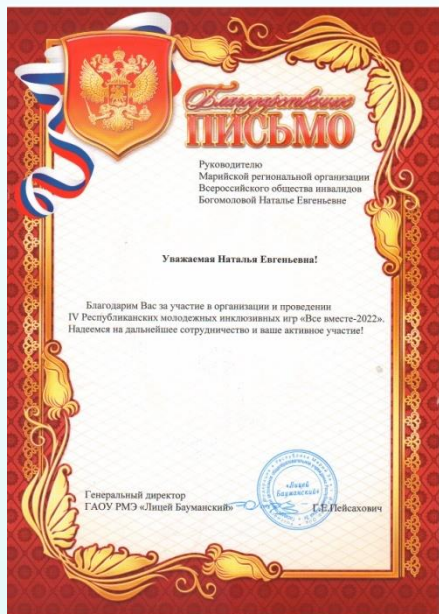 Благодарственное
ПИСЬМО
Руководителю
Марийской региональной организации
Всероссийского общества инвалидов
Богомоловой Наталье Евгеньевне
Уважаемая Наталья Евгеньевна!
Благодарим Вас за участие в организации и проведении
IV Республиканских молодежных инклюзивных игр «Все вместе-2022».
Надеемся на дальнейшее сотрудничество и ваше активное участие!
Генеральный директор
ГАОУ РМЭ «Лицей Бауманский»
Г.Е.Пейсахович
«Лицей
Бауманский»